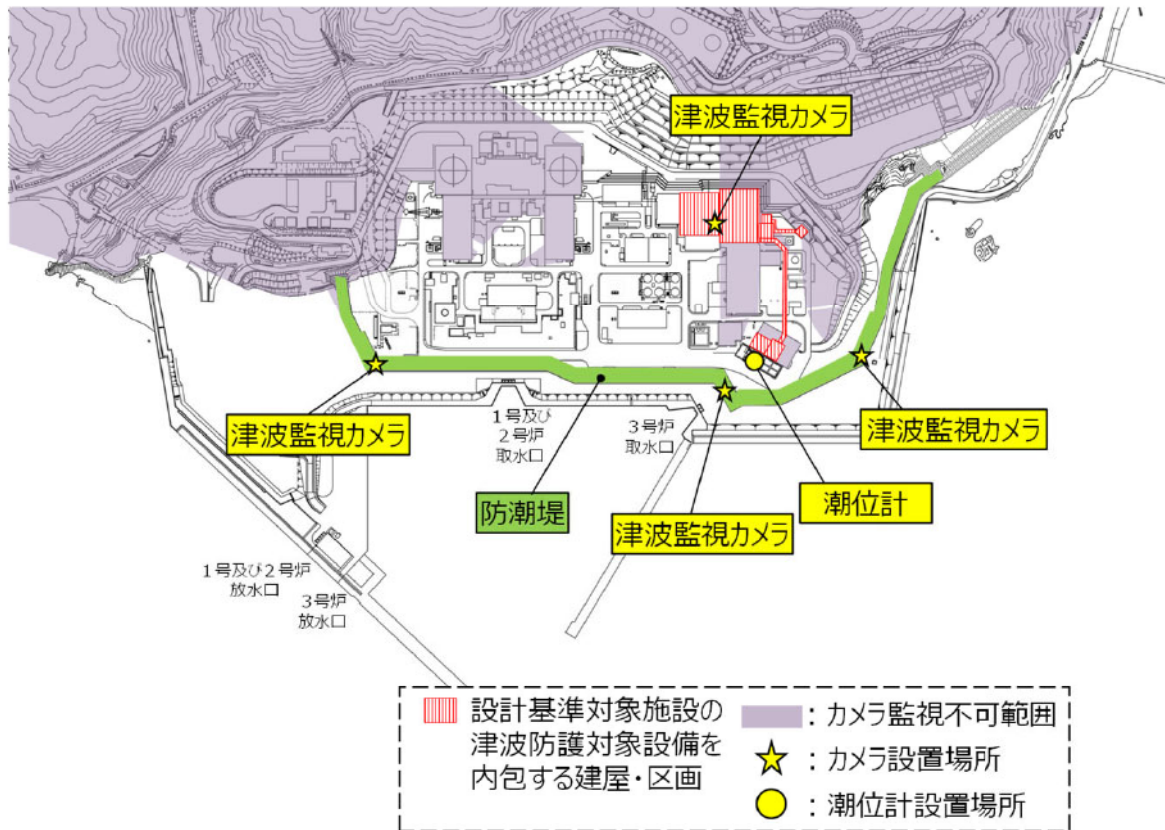 津波監視カメラ
津波監視カメラ
1号及び
2号炉
取水口
3号炉
取水口
津波監視カメラ
防潮堤
津波監視カメラ
潮位計
1号及び2号炉
放水口
3号炉
放水口
設計基準対象施設の
津波防護対象設備を
内包する建屋・区画
：カメラ監視不可範囲
：カメラ設置場所
：潮位計設置場所